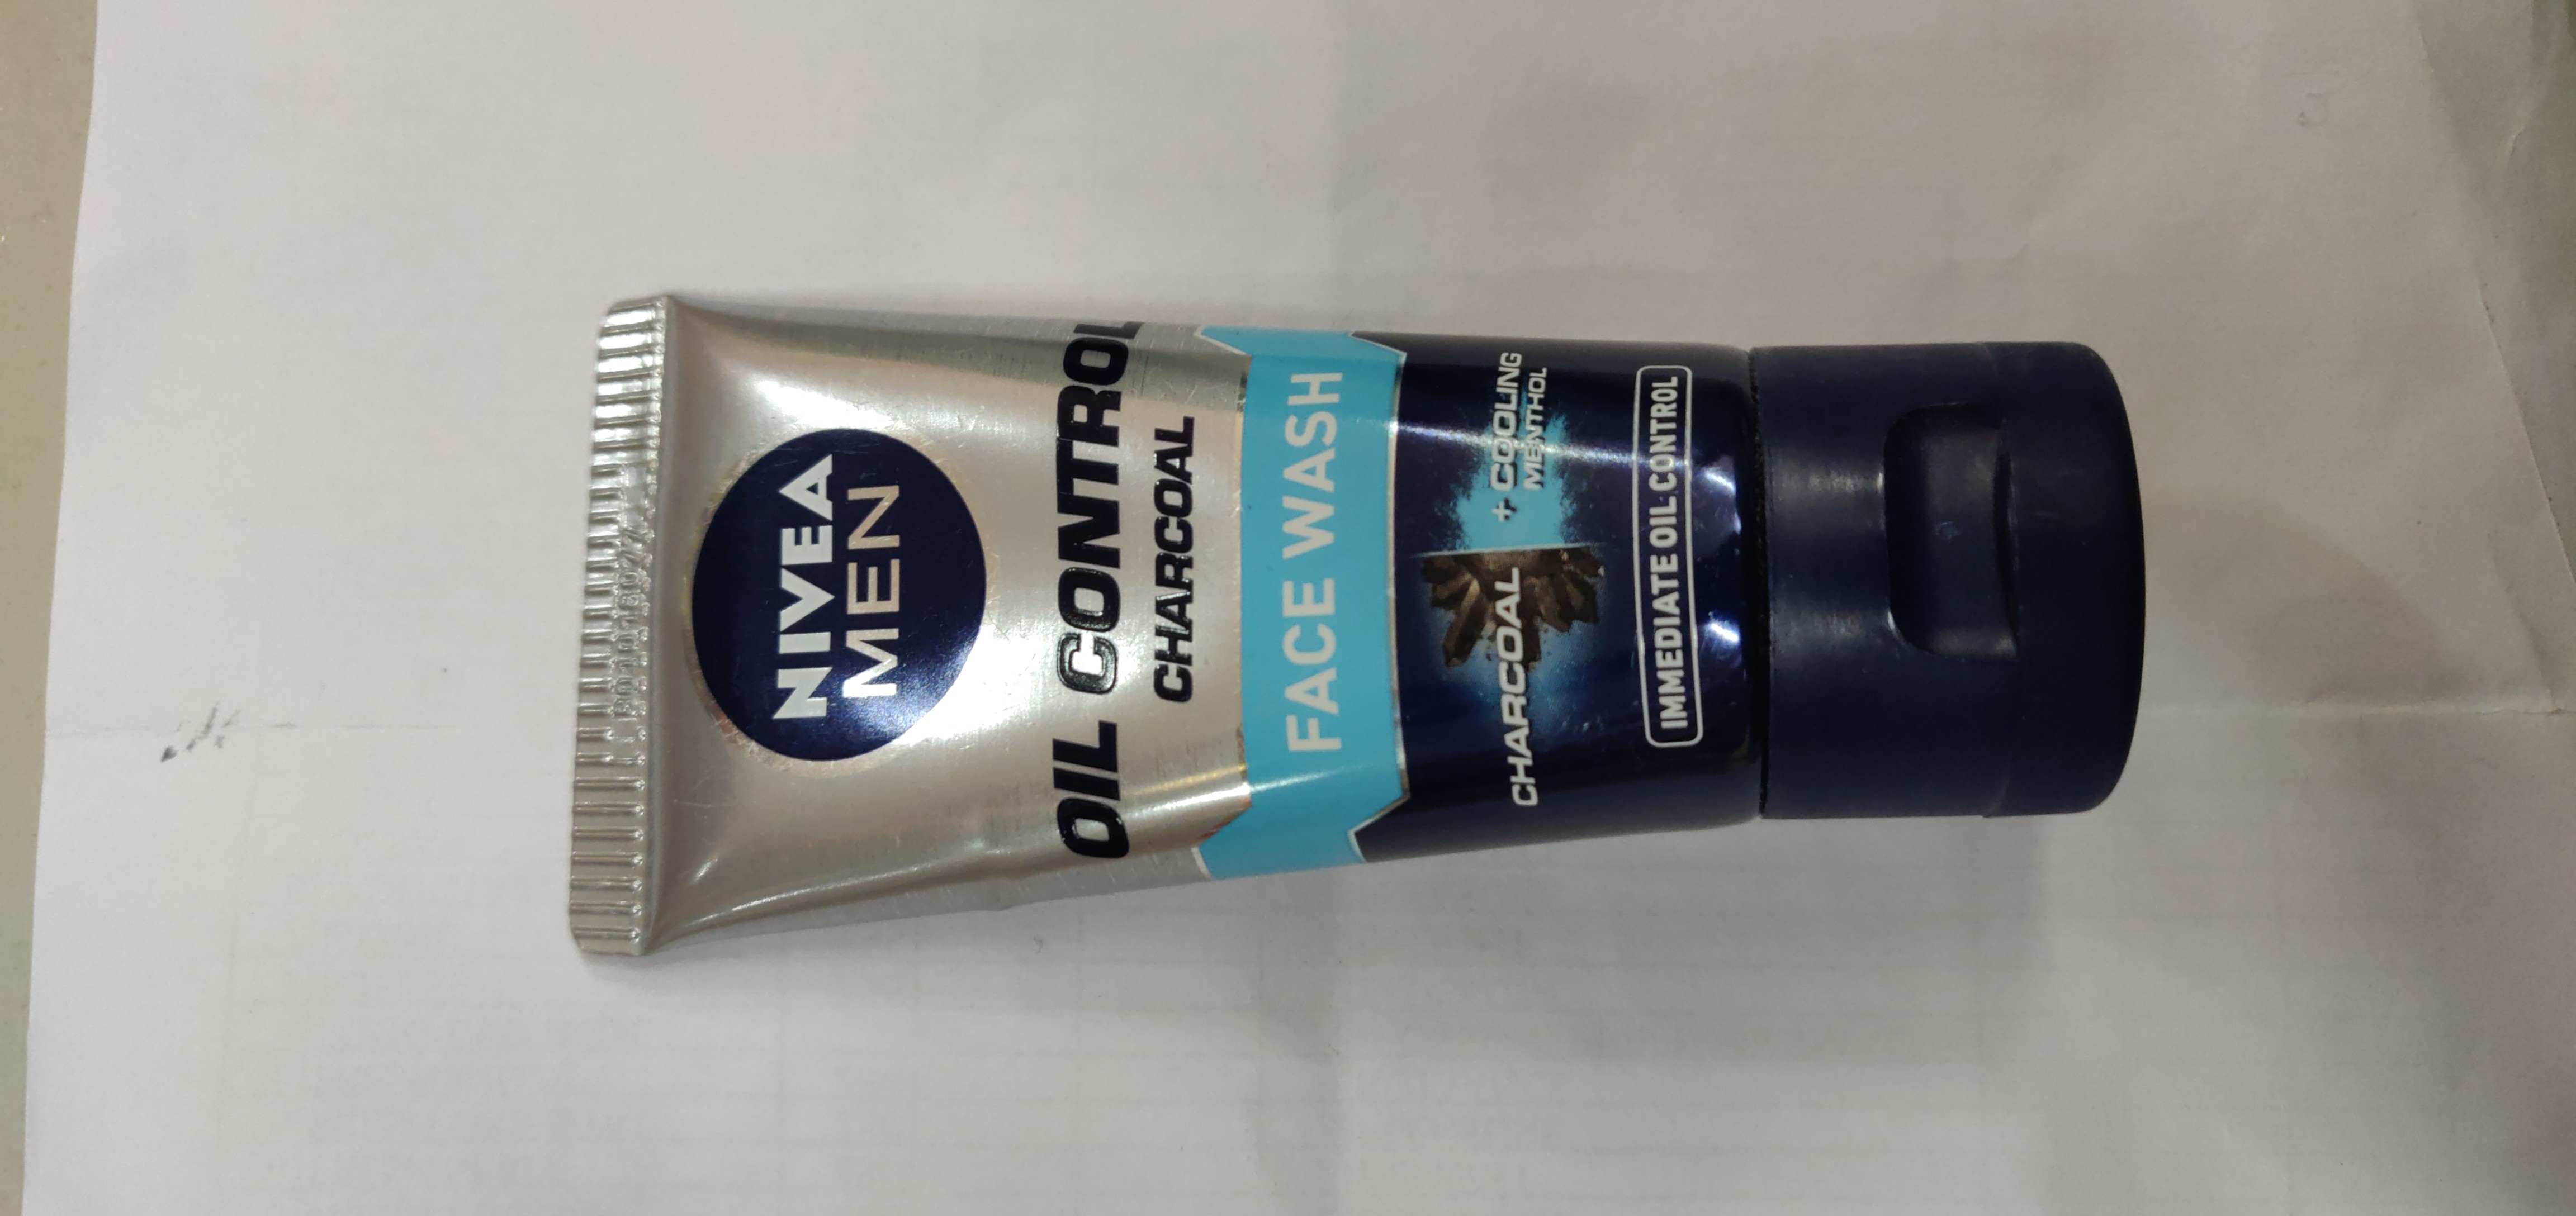 NIVEA
MEN
OIL CONTROL
CHARCOAL
FACE WASH
CHARCOAL
+ COOLING
MENTHOL
IMMEDIATE OIL CONTROL